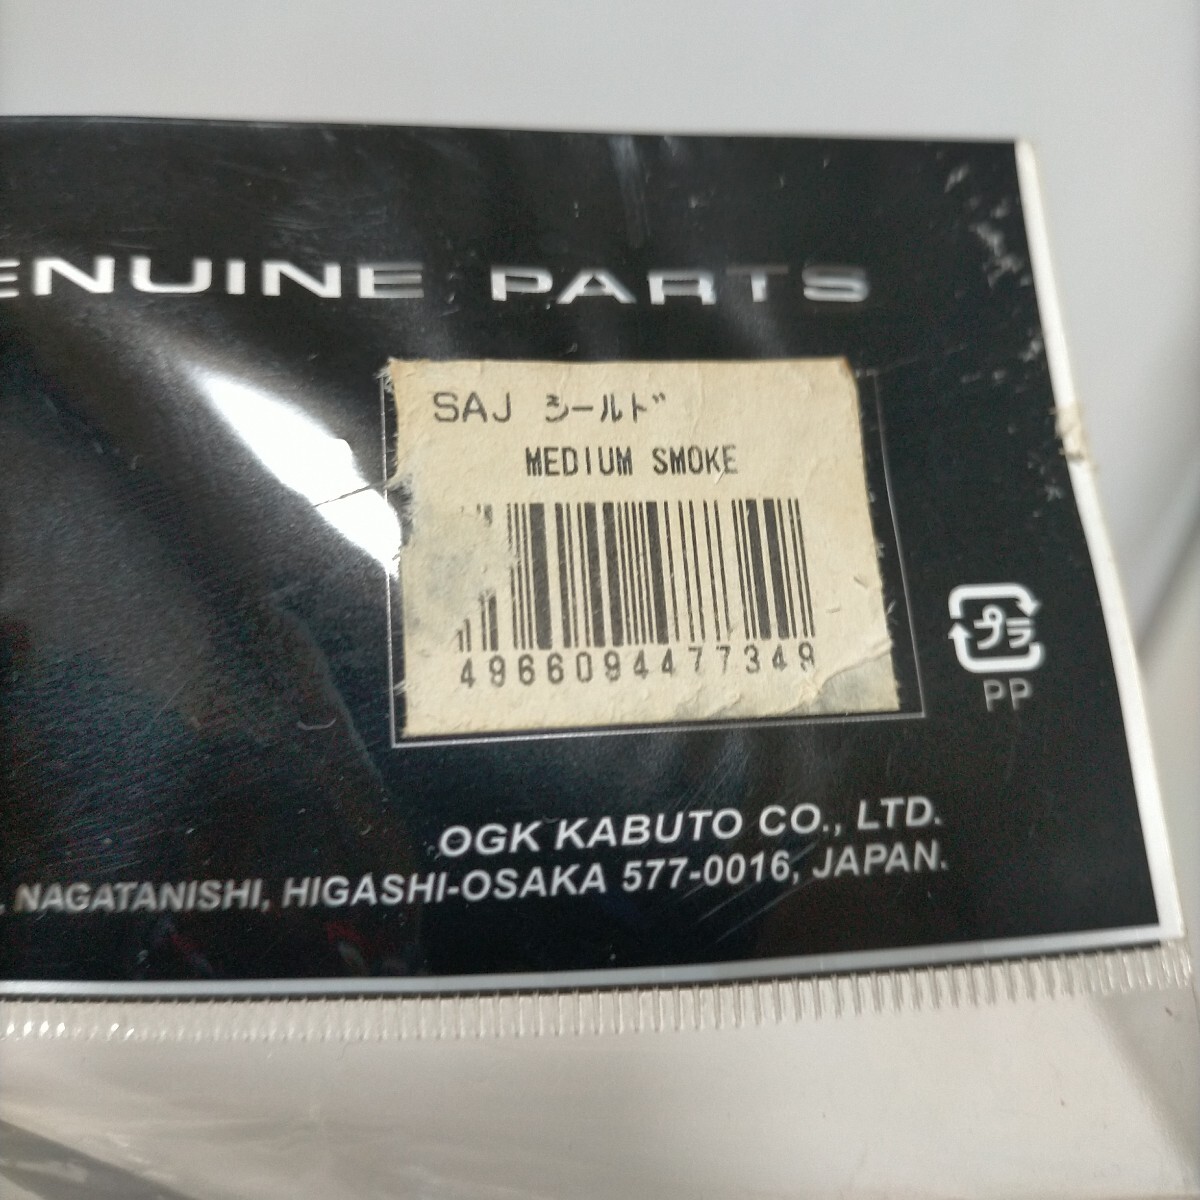 ENUINE PARTS
SAJ シールド
MEDIUM SMOKE
4966094477349
プラ
PP
OGK KABUTO CO., LTD.
, NAGATANISHI, HIGASHI-OSAKA 577-0016, JAPAN.